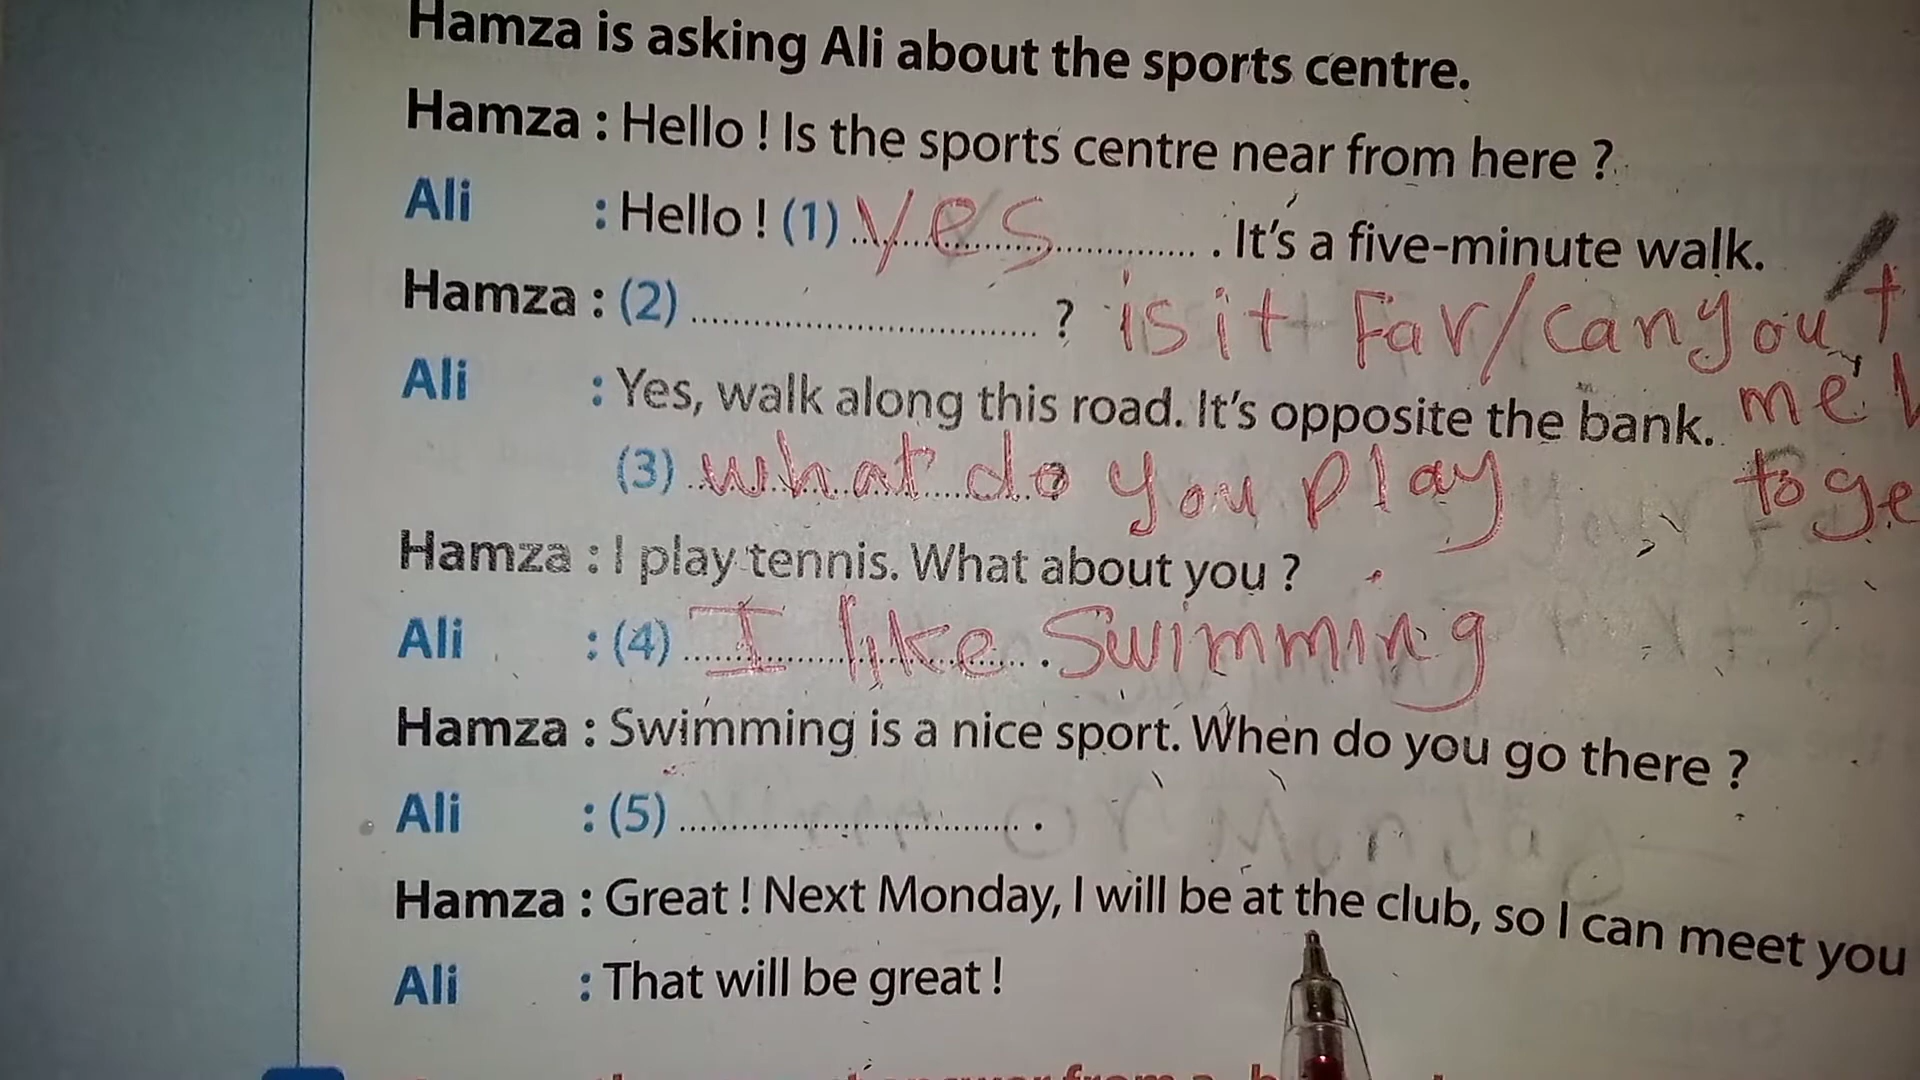 Hamza is asking Ali about the sports centre.
Hamza : Hello ! Is the sports centre near from here ?
Ali : Hello ! (1) yes . It's a five-minute walk.
Hamza : (2) ........ ? is it Far/can you
Ali : Yes, walk along this road. It's opposite the bank. me
(3) what do you play
Hamza : I play tennis. What about you ?
Ali : (4) I like . Swimming
Hamza : Swimming is a nice sport. When do you go there ?
Ali : (5) ........ .
Hamza : Great ! Next Monday, I will be at the club, so I can meet you
Ali : That will be great !